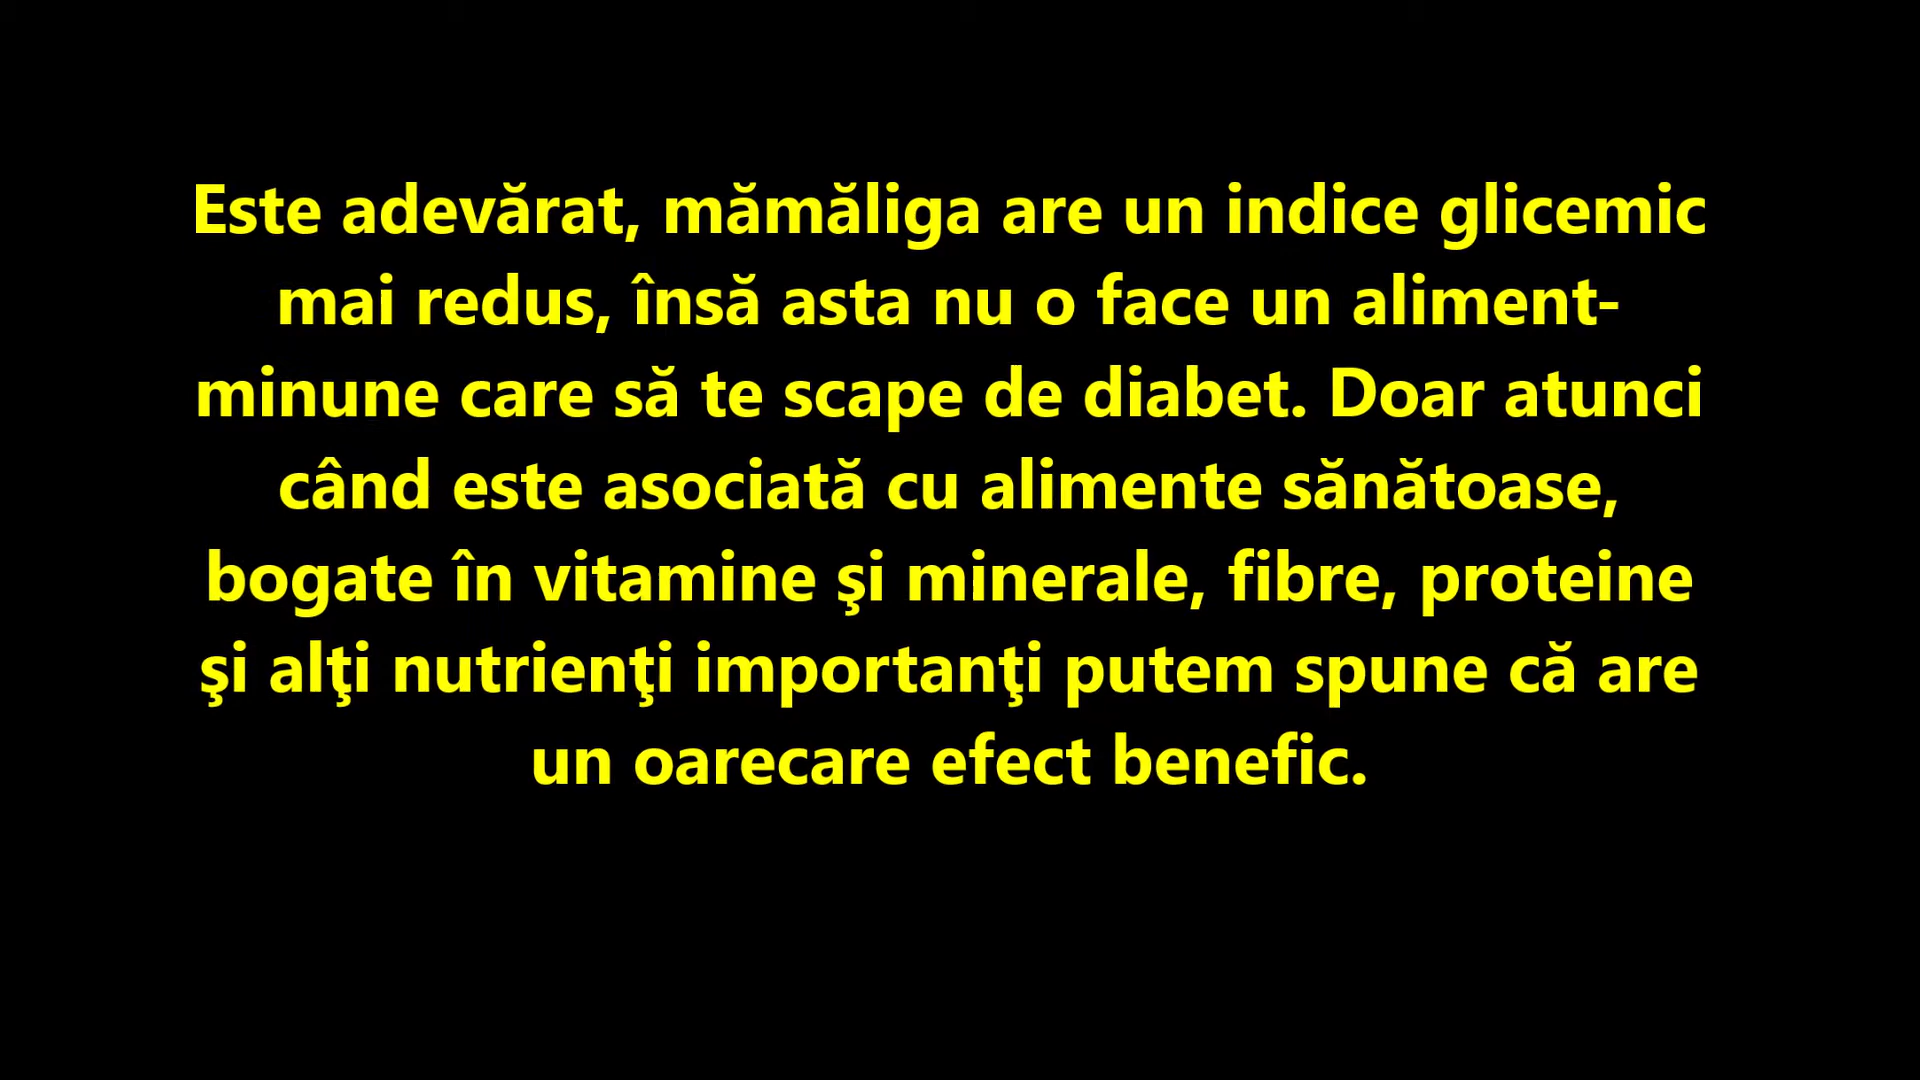 Este adevărat, mămăliga are un indice glicemic
mai redus, însă asta nu o face un aliment-
minune care să te scape de diabet. Doar atunci
când este asociată cu alimente sănătoase,
bogate în vitamine şi minerale, fibre, proteine
şi alţi nutrienţi importanţi putem spune că are
un oarecare efect benefic.